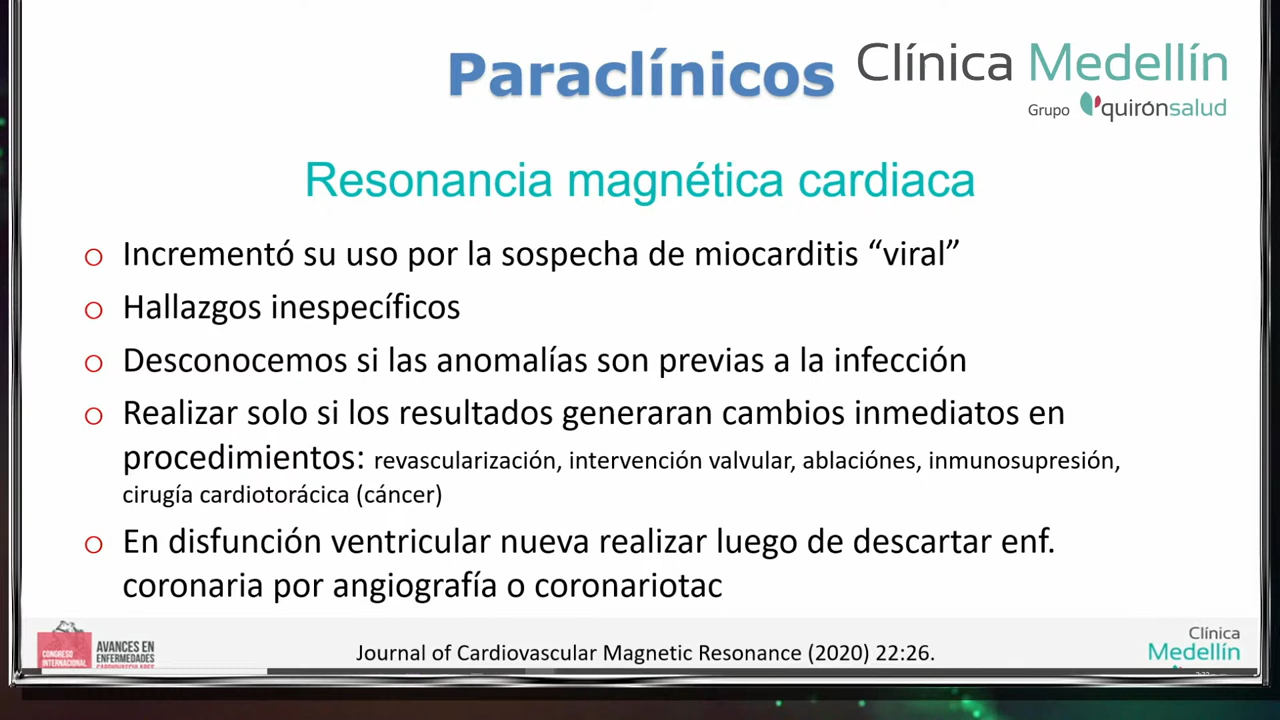 Paraclínicos
Clínica Medellín
Grupo quirónsalud
Resonancia magnética cardiaca
o Incrementó su uso por la sospecha de miocarditis “viral”
o Hallazgos inespecíficos
o Desconocemos si las anomalías son previas a la infección
o Realizar solo si los resultados generaran cambios inmediatos en
procedimientos: revascularización, intervención valvular, ablaciónes, inmunosupresión,
cirugía cardiotorácica (cáncer)
o En disfunción ventricular nueva realizar luego de descartar enf.
coronaria por angiografía o coronariotac
CONGRESO
INTERNACIONAL
AVANCES EN
ENFERMEDADES
CARDIOVASCULARES
Journal of Cardiovascular Magnetic Resonance (2020) 22:26.
Clínica
Medellín